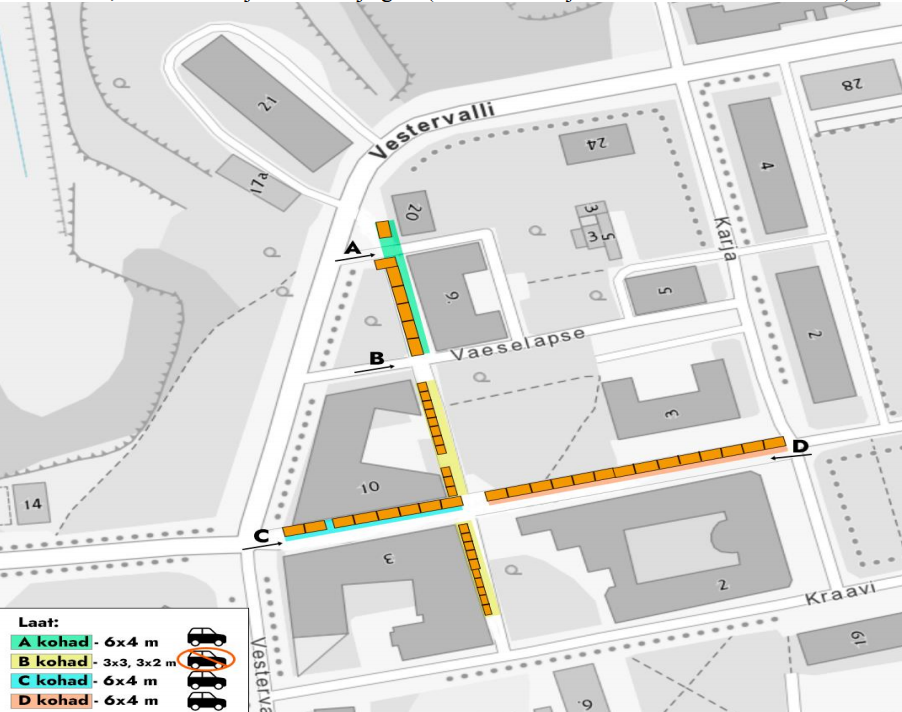 28
21
Vestervalli
24
4
17a
20
3
Karja
A
3
5
9.
5
B
Vaeselapse
2
3
D
10
14
C
3
2
Kraavi
Laat:
A kohad - 6x4 m
B kohad - 3x3, 3x2 m
C kohad - 6x4 m
D kohad - 6x4 m
Vesterva
19
9.